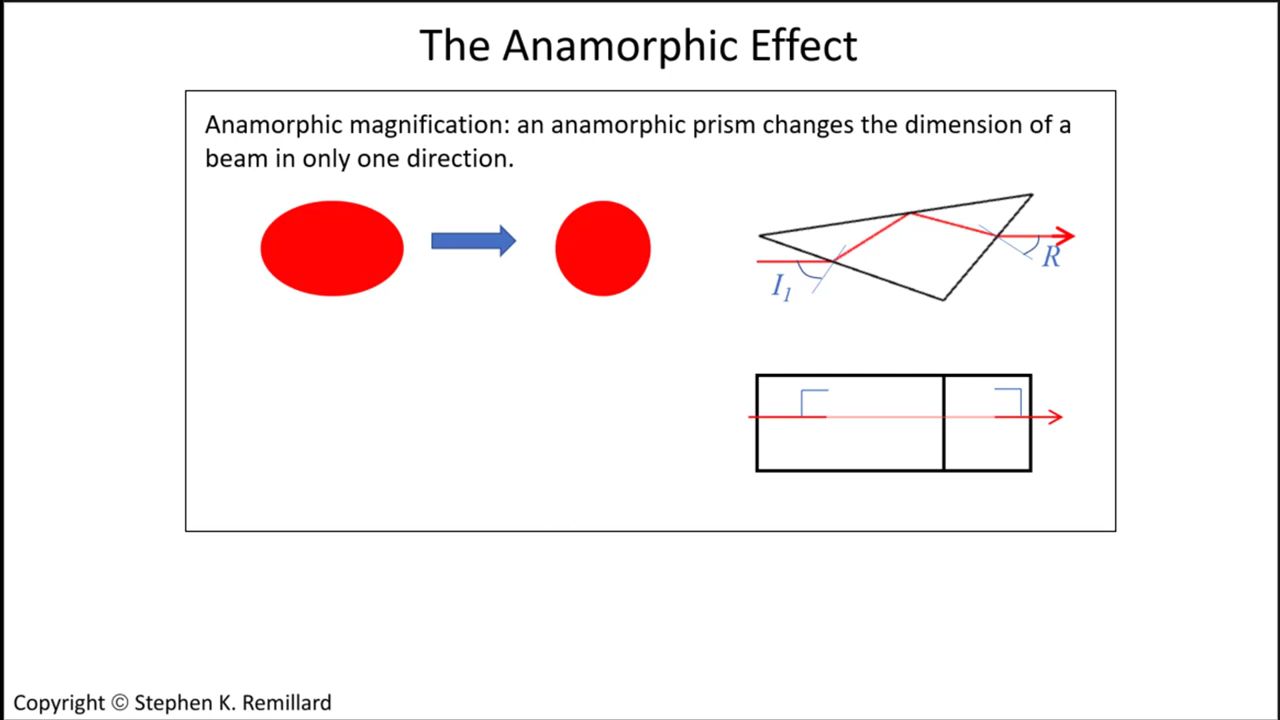 The Anamorphic Effect
Anamorphic magnification: an anamorphic prism changes the dimension of a
beam in only one direction.
I₁
R
Copyright © Stephen K. Remillard